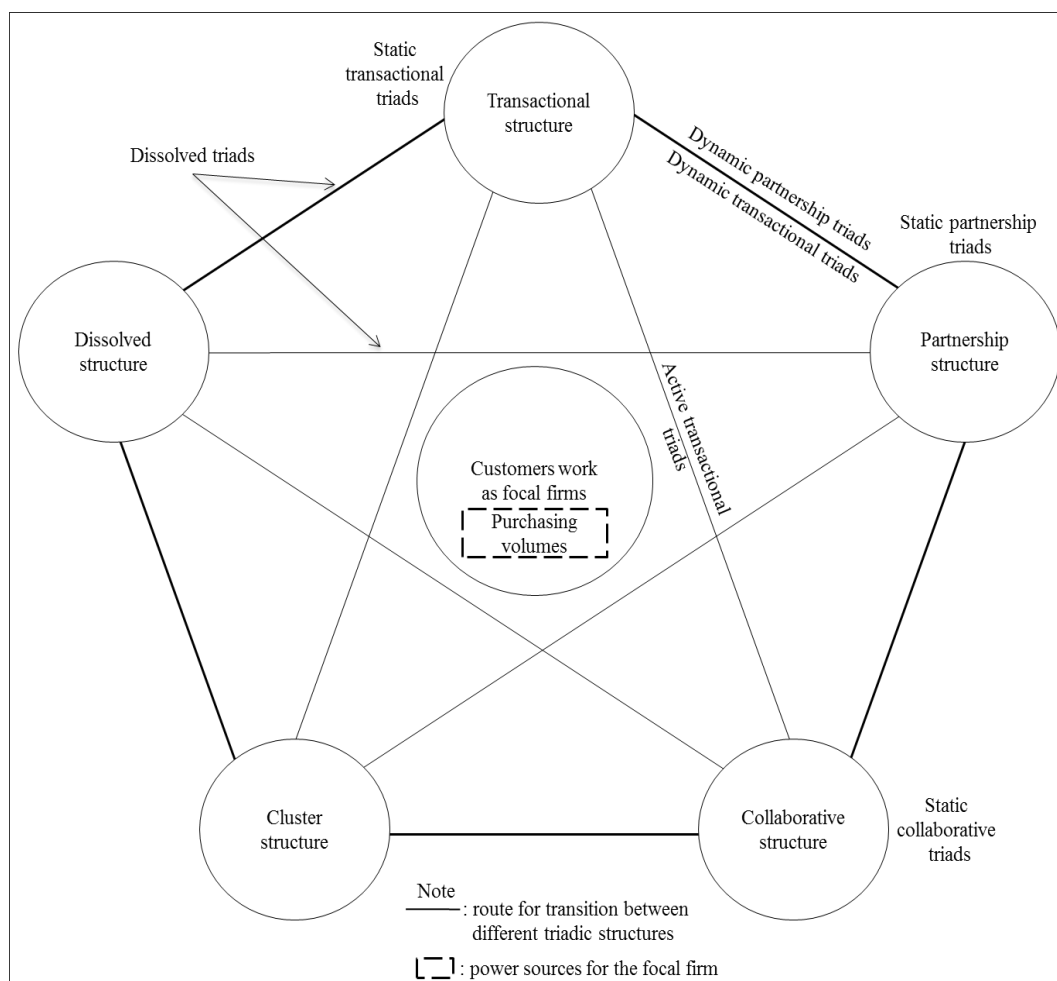 Static
transactional
triads
Transactional
structure
Dissolved triads
Dynamic partnership triads
Dynamic transactional triads
Static partnership
triads
Dissolved
structure
Partnership
structure
Active transactional
triads
Customers work
as focal firms
Purchasing
volumes
Cluster
structure
Collaborative
structure
Static
collaborative
triads
Note
: route for transition between
different triadic structures
: power sources for the focal firm